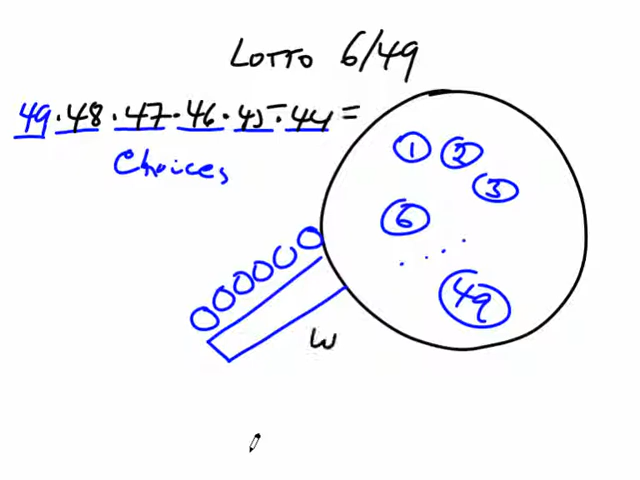 LOTTO 6/49
49 · 48 · 47 · 46 · 45 · 44 =
Choices
1 2
3
6
. . . .
49
W